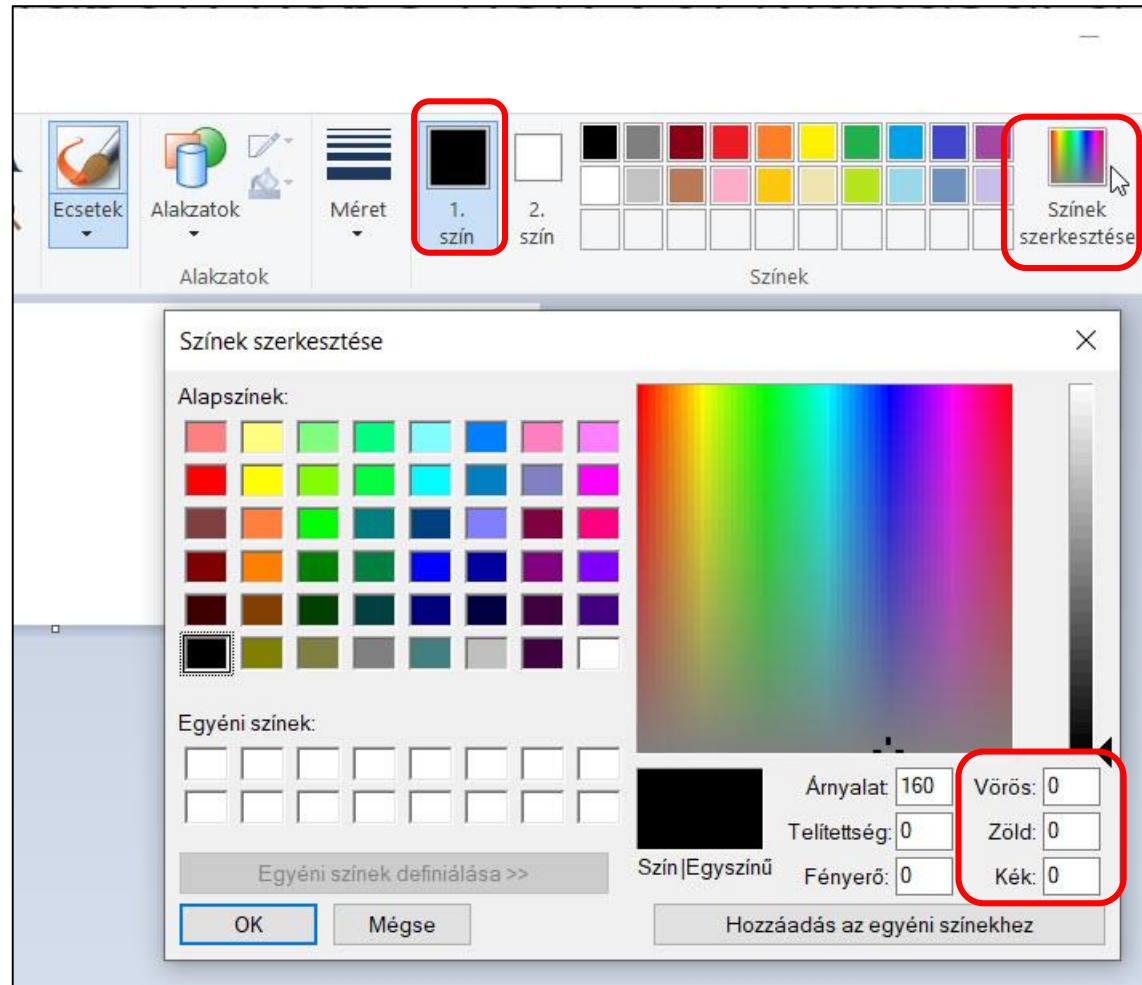 Ecsetek
Alakzatok
Méret
1.
szín
2.
szín
Színek
szerkesztése
Alakzatok
Színek
Színek szerkesztése
Alapszínek:
Egyéni színek:
Egyéni színek definiálása >>
OK
Mégse
Szín|Egyszínű
Árnyalat: 160
Telítettség: 0
Fényerő: 0
Vörös: 0
Zöld: 0
Kék: 0
Hozzáadás az egyéni színekhez